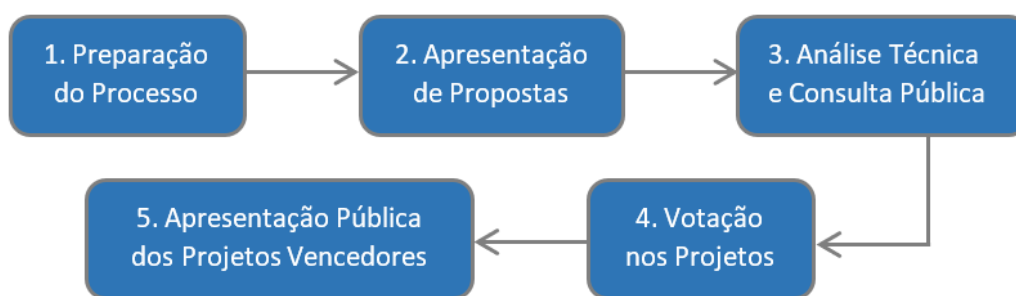 1. Preparação
do Processo
2. Apresentação
de Propostas
3. Análise Técnica
e Consulta Pública
4. Votação
nos Projetos
5. Apresentação Pública
dos Projetos Vencedores